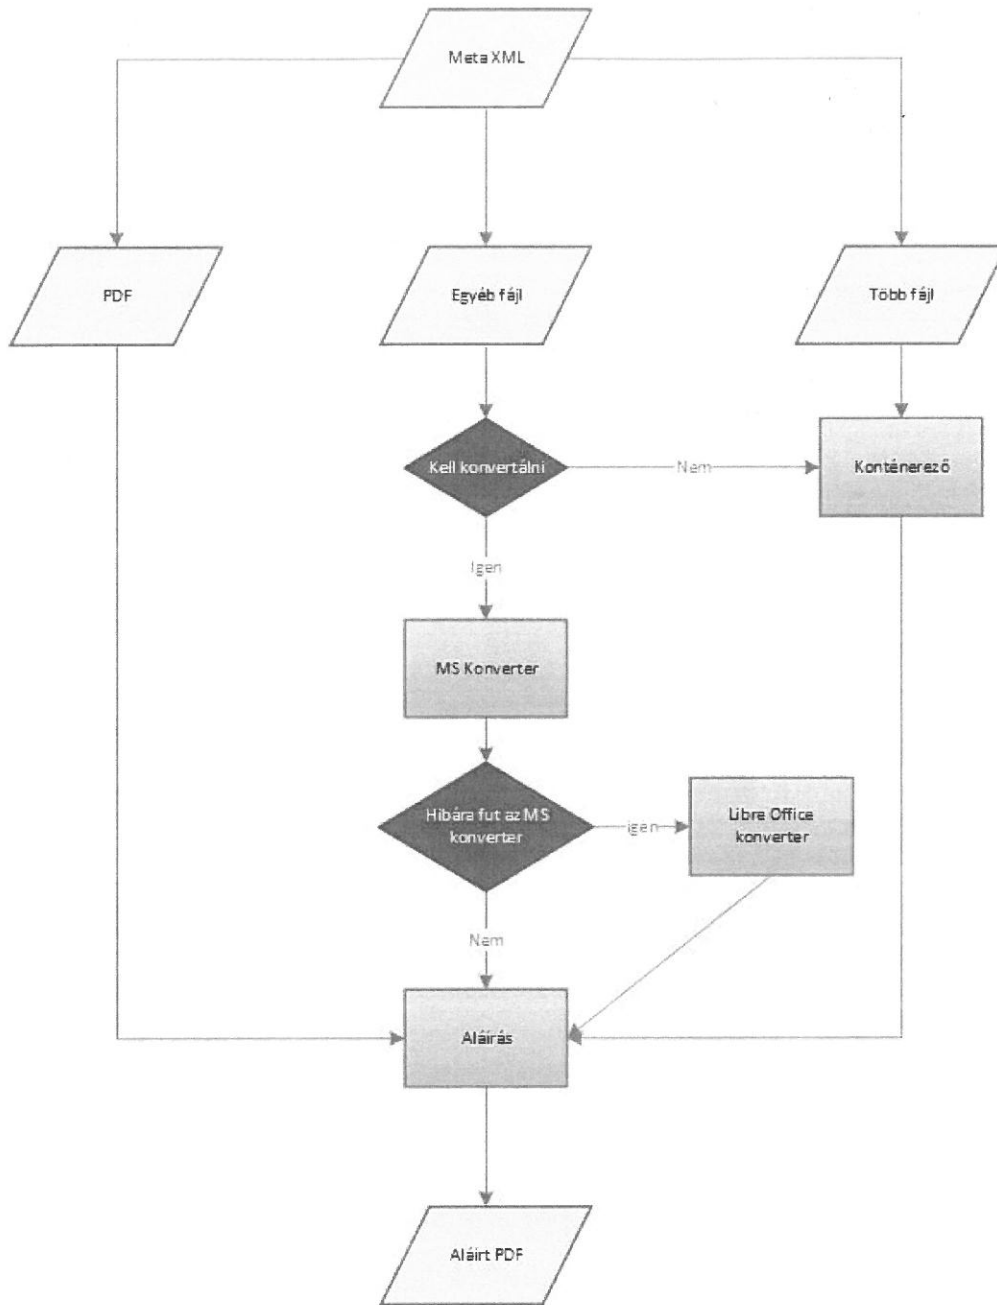 Meta XML
PDF
Egyéb fájl
Több fájl
Kell konvertálni
Nem
Konténerező
Igen
MS Konverter
Hibára fut az MS
konverter
igen
Libre Office
konverter
Nem
Aláírás
Aláírt PDF